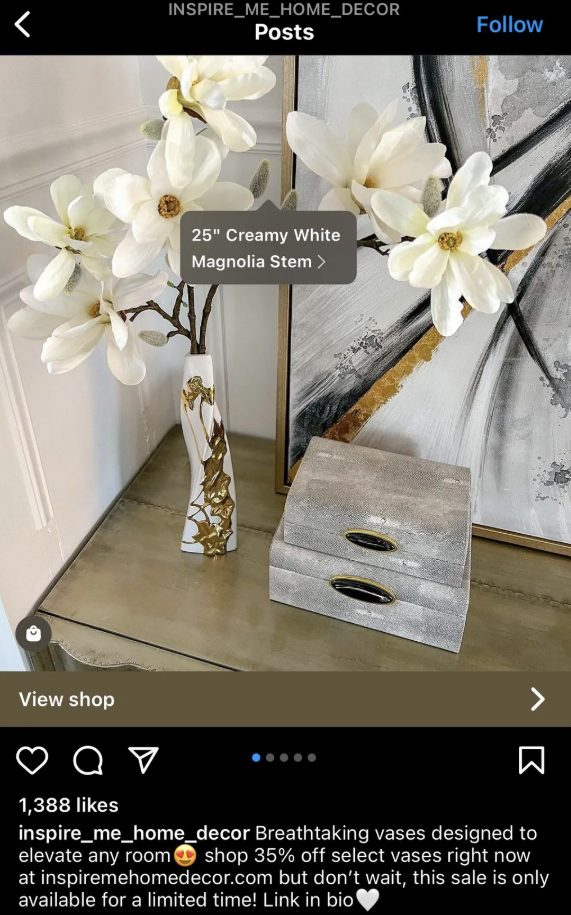 INSPIRE_ME_HOME_DECOR
Posts
Follow
25" Creamy White
Magnolia Stem >
View shop
1,388 likes
inspire_me_home_decor Breathtaking vases designed to
elevate any room😍 shop 35% off select vases right now
at inspiremehomedecor.com but don’t wait, this sale is only
available for a limited time! Link in bio🤍